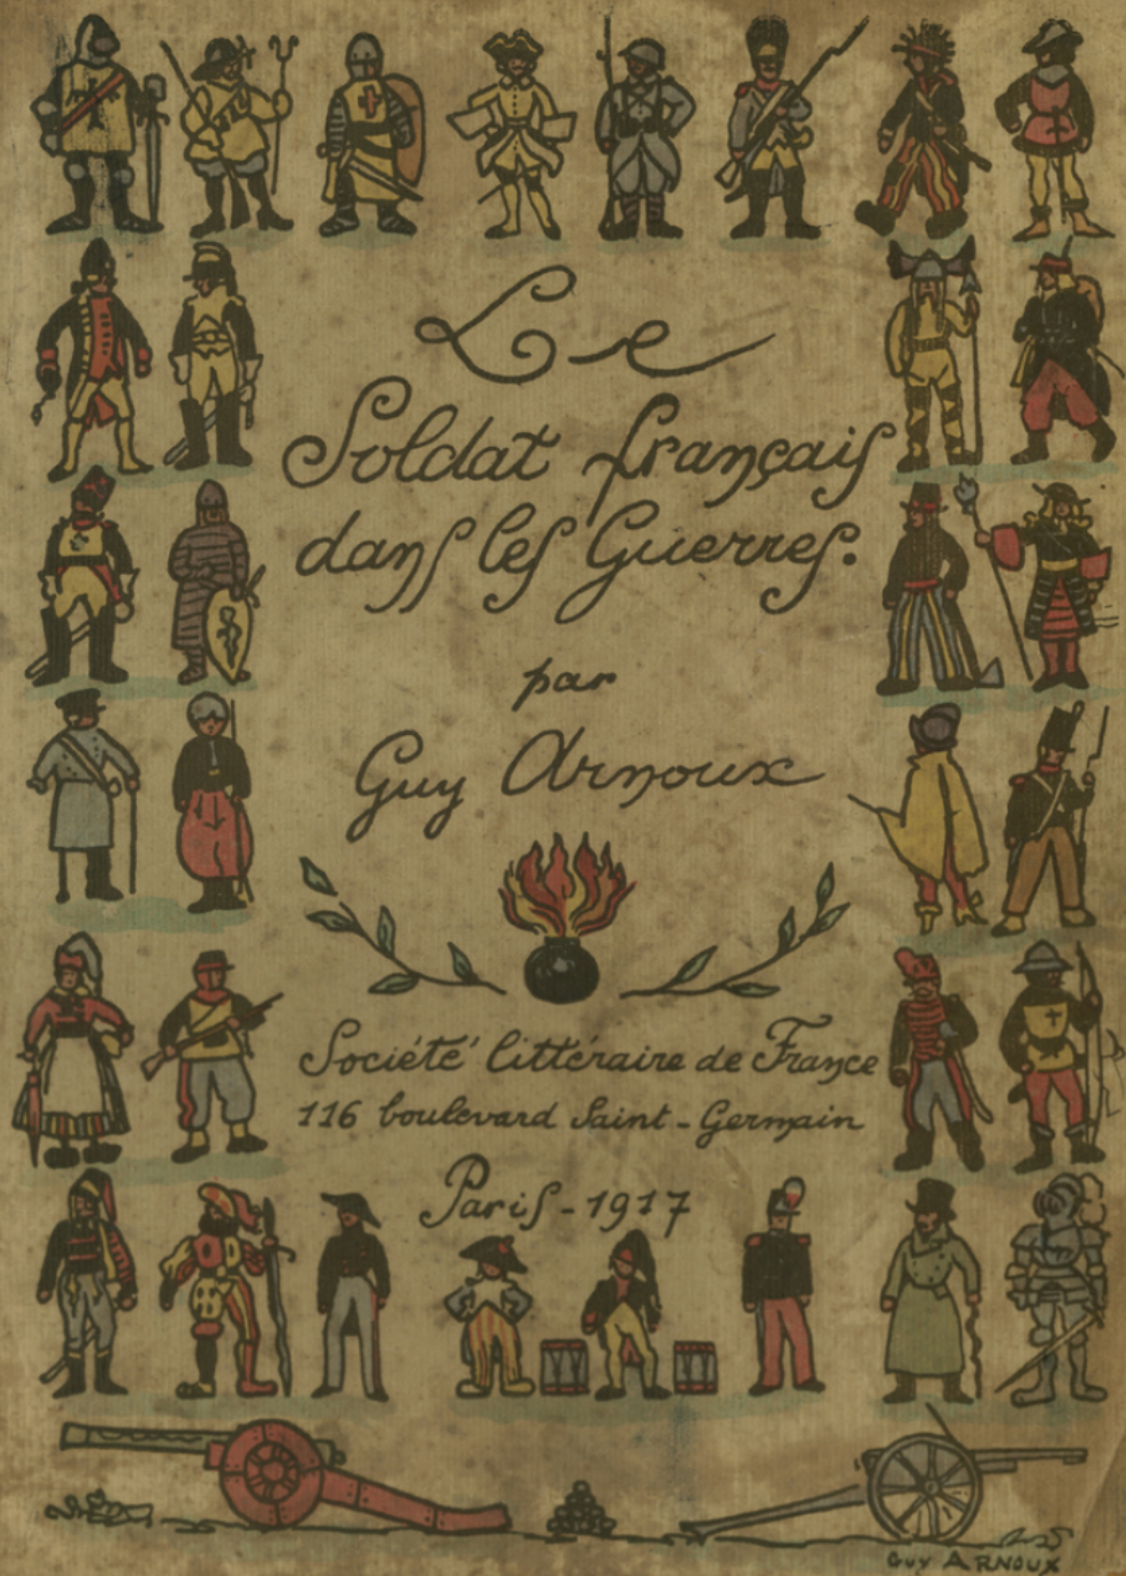 Le
Soldat français
dans les Guerres.
par
Guy Arnoux
Société littéraire de France
116 boulevard Saint-Germain
Paris-1917
GUY ARNOUX